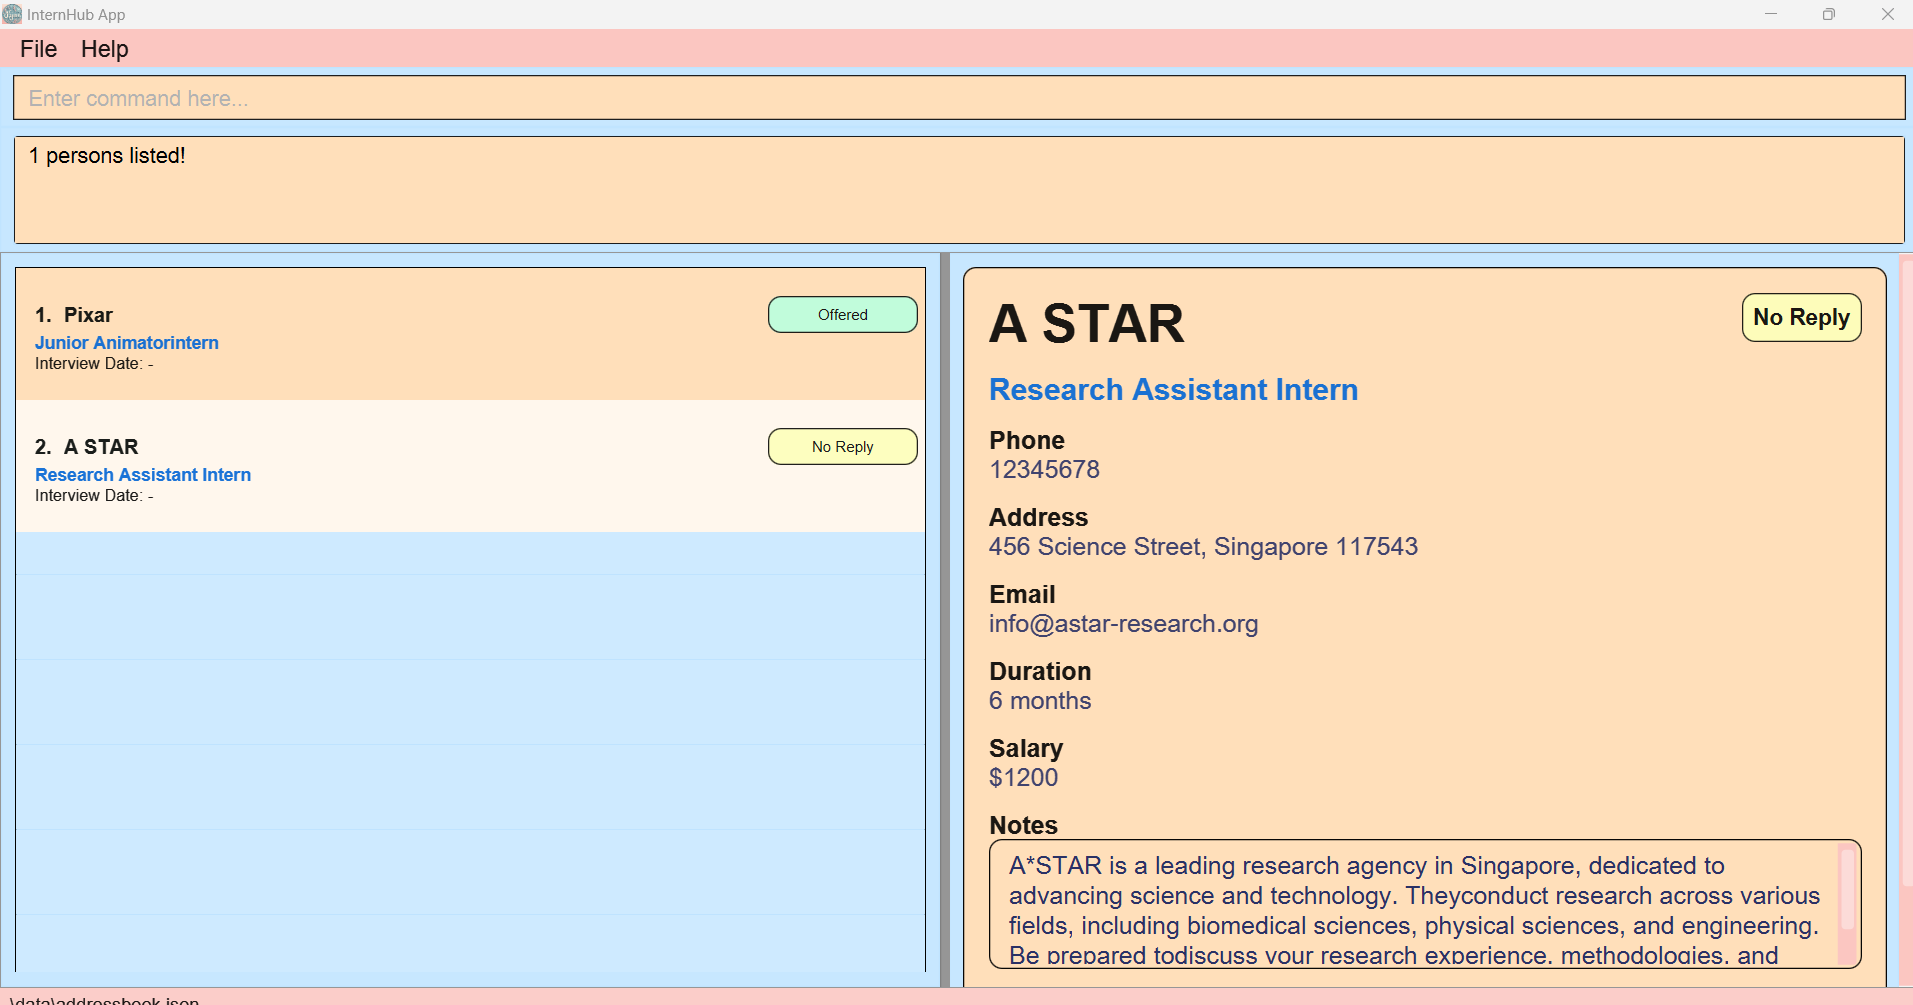 InternHub App
File Help
Enter command here...
1 persons listed!
1. Pixar
Offered
Junior Animatorintern
Interview Date: -
2. A STAR
No Reply
Research Assistant Intern
Interview Date: -
A STAR
No Reply
Research Assistant Intern
Phone
12345678
Address
456 Science Street, Singapore 117543
Email
info@astar-research.org
Duration
6 months
Salary
$1200
Notes
A*STAR is a leading research agency in Singapore, dedicated to
advancing science and technology. Theyconduct research across various
fields, including biomedical sciences, physical sciences, and engineering.
Be prepared todiscuss your research experience, methodologies, and
\data\addressbook.json